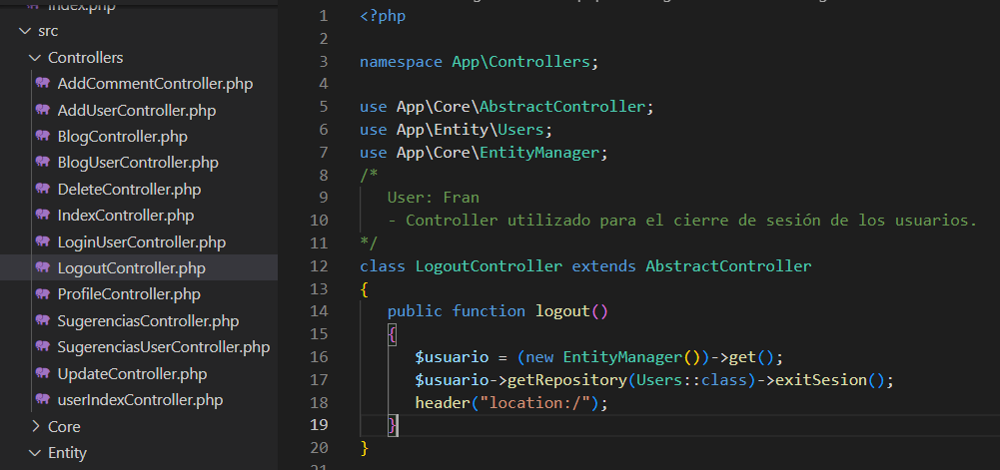 index.php
src
Controllers
AddCommentController.php
AddUserController.php
BlogController.php
BlogUserController.php
DeleteController.php
IndexController.php
LoginUserController.php
LogoutController.php
ProfileController.php
SugerenciasController.php
SugerenciasUserController.php
UpdateController.php
userIndexController.php
Core
Entity
1 <?php
2
3 namespace App\Controllers;
4
5 use App\Core\AbstractController;
6 use App\Entity\Users;
7 use App\Core\EntityManager;
8 /*
9 User: Fran
10 - Controller utilizado para el cierre de sesión de los usuarios.
11 */
12 class LogoutController extends AbstractController
13 {
14 public function logout()
15 {
16 $usuario = (new EntityManager())->get();
17 $usuario->getRepository(Users::class)->exitSesion();
18 header("location:/");
19 }
20 }
21